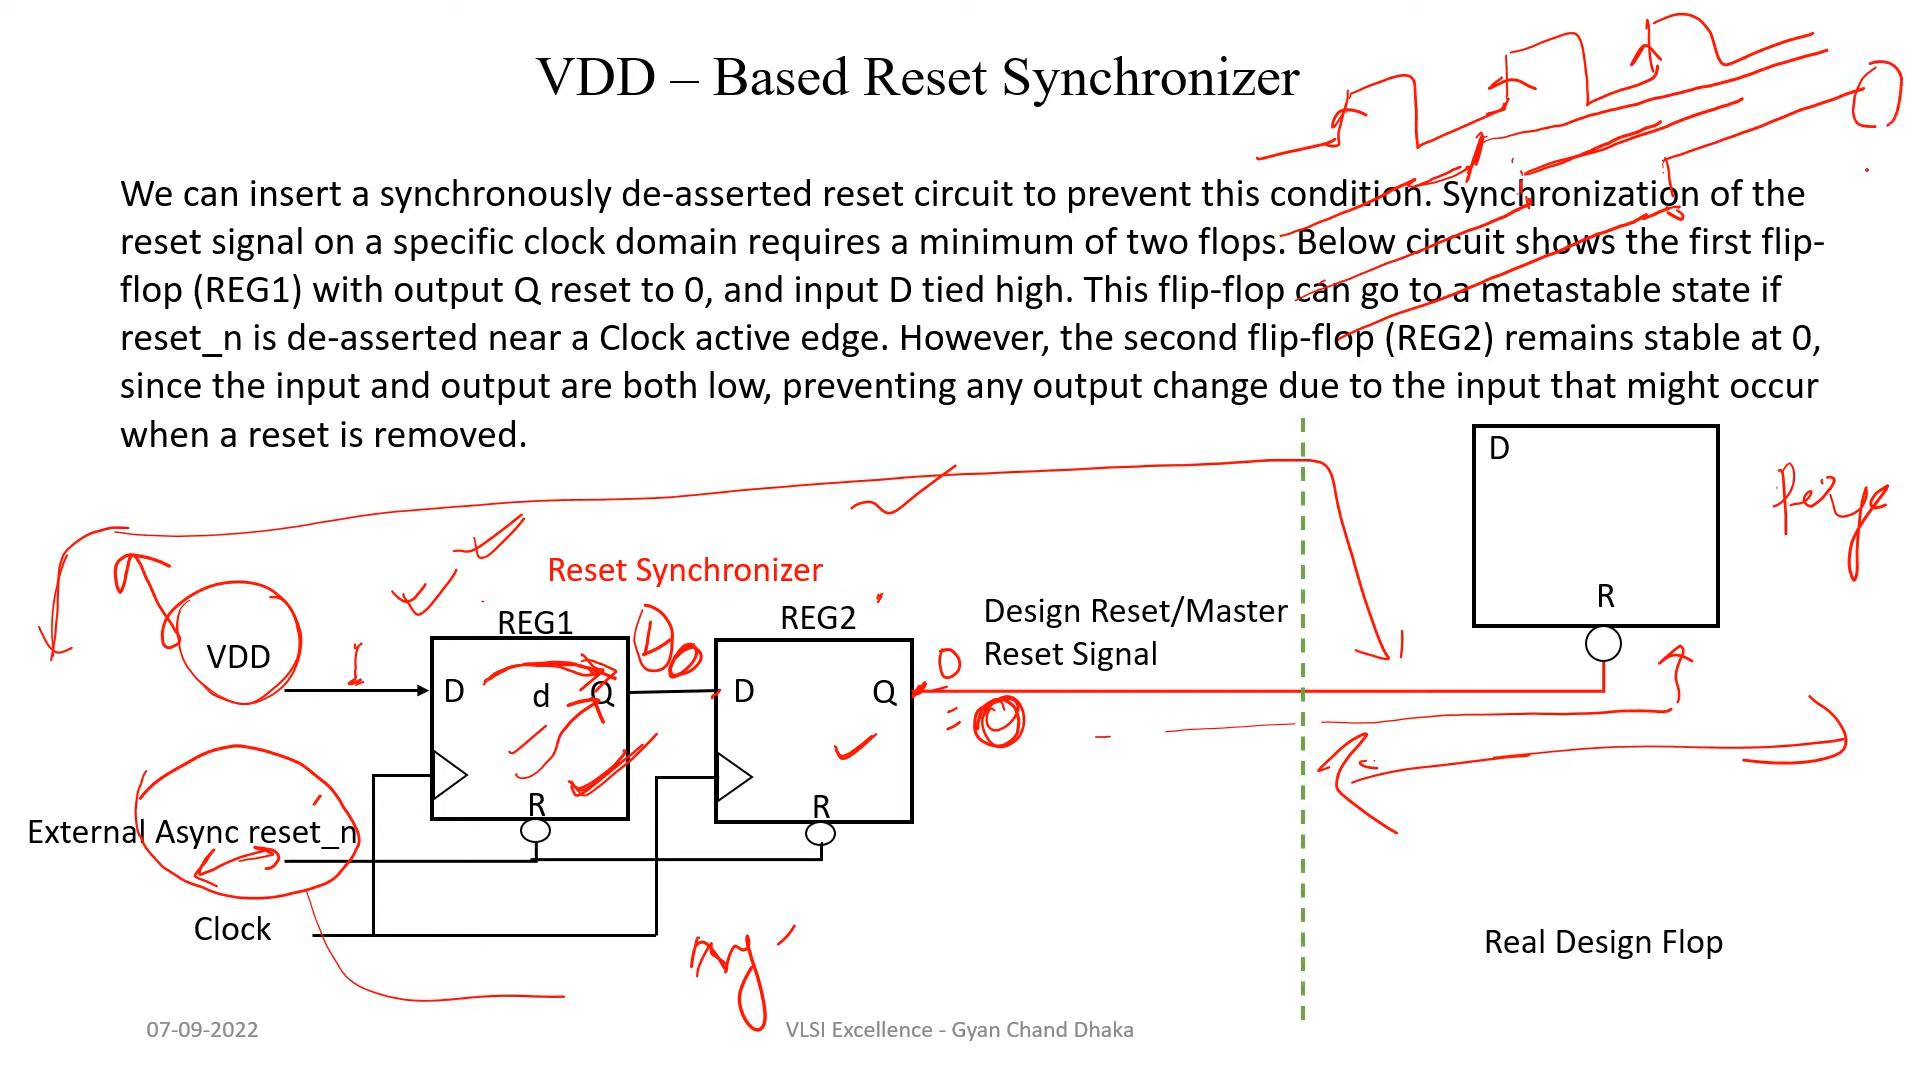 VDD – Based Reset Synchronizer
We can insert a synchronously de-asserted reset circuit to prevent this condition. Synchronization of the
reset signal on a specific clock domain requires a minimum of two flops. Below circuit shows the first flip-
flop (REG1) with output Q reset to 0, and input D tied high. This flip-flop can go to a metastable state if
reset_n is de-asserted near a Clock active edge. However, the second flip-flop (REG2) remains stable at 0,
since the input and output are both low, preventing any output change due to the input that might occur
when a reset is removed.
D
R
Reset Synchronizer
REG1
REG2
Design Reset/Master
Reset Signal
VDD
1
D
d
Q
D
Q
0
1
= 0
R
R
External Async reset_n
Clock
Real Design Flop
07-09-2022
VLSI Excellence - Gyan Chand Dhaka